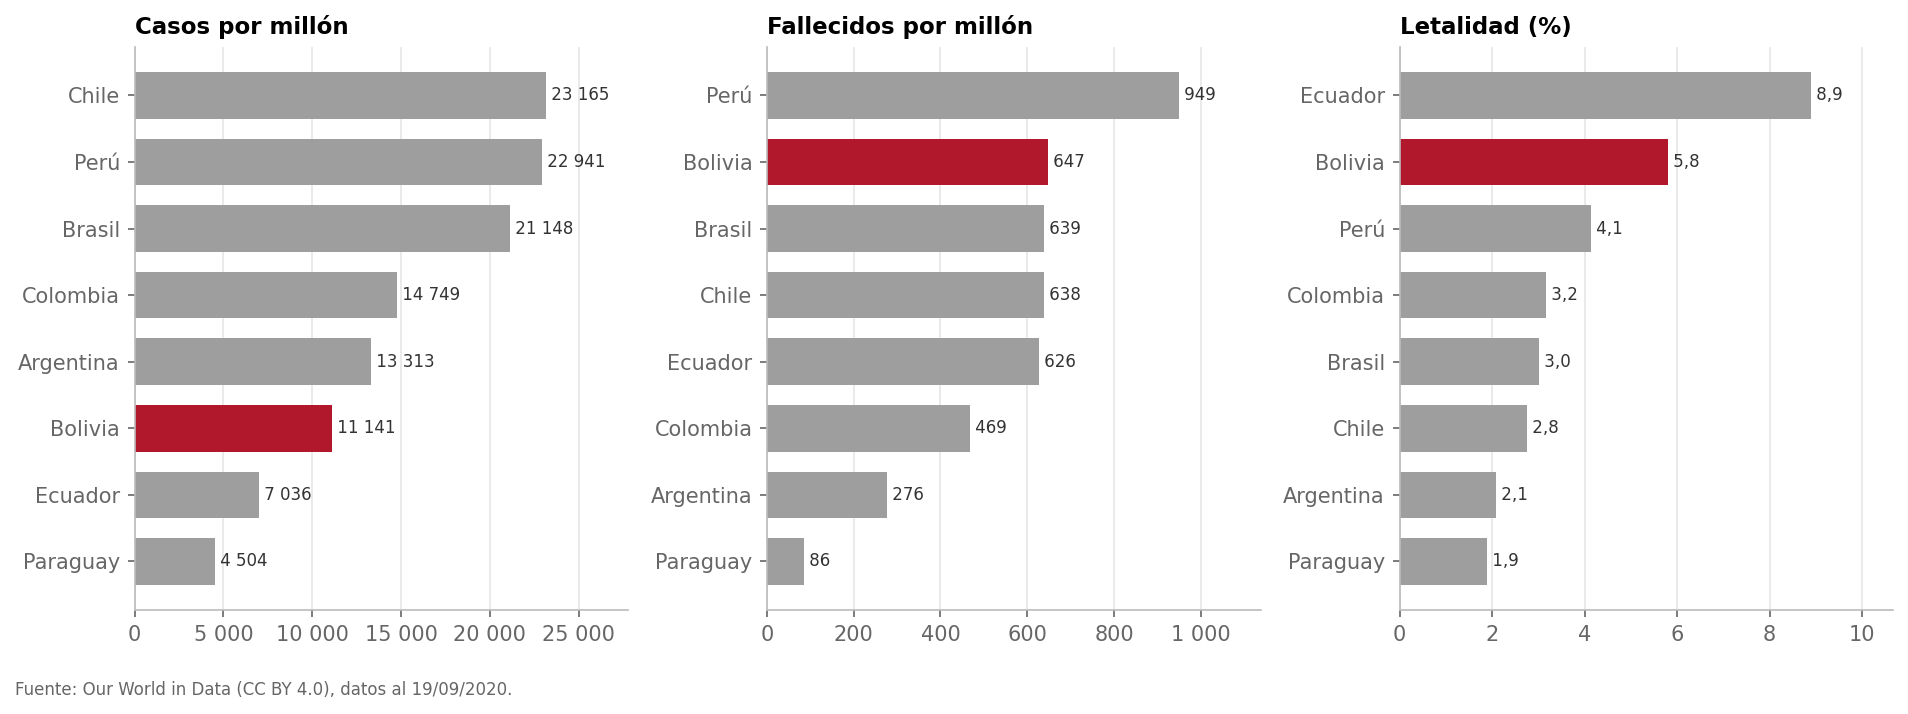 Casos por millón
Chile 23 165
Perú 22 941
Brasil 21 148
Colombia 14 749
Argentina 13 313
Bolivia 11 141
Ecuador 7 036
Paraguay 4 504
0 5 000 10 000 15 000 20 000 25 000
Fallecidos por millón
Perú 949
Bolivia 647
Brasil 639
Chile 638
Ecuador 626
Colombia 469
Argentina 276
Paraguay 86
0 200 400 600 800 1 000
Letalidad (%)
Ecuador 8,9
Bolivia 5,8
Perú 4,1
Colombia 3,2
Brasil 3,0
Chile 2,8
Argentina 2,1
Paraguay 1,9
0 2 4 6 8 10
Fuente: Our World in Data (CC BY 4.0), datos al 19/09/2020.